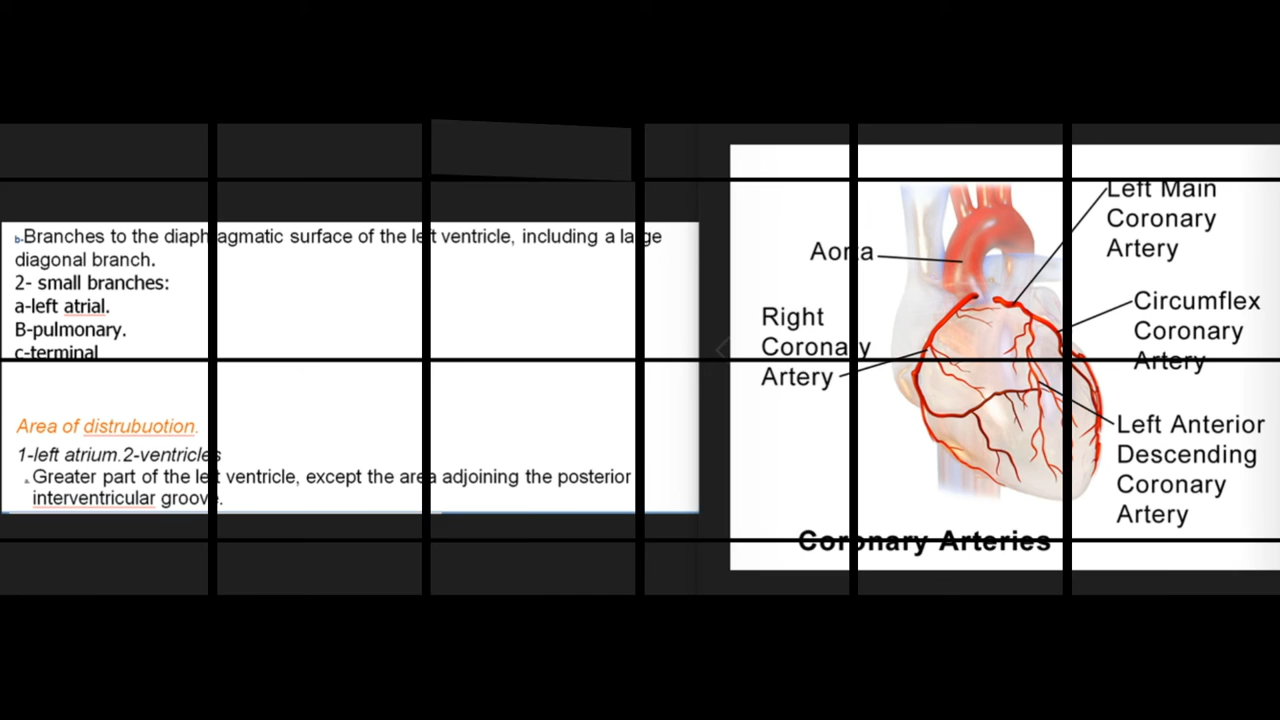 b-Branches to the diaphragmatic surface of the left ventricle, including a large
diagonal branch.
2- small branches:
a-left atrial.
B-pulmonary.
c-terminal
Area of distrubuotion.
1-left atrium.2-ventricles
a. Greater part of the left ventricle, except the area adjoining the posterior
interventricular groove.
Left Main
Coronary
Artery
Aorta
Circumflex
Coronary
Artery
Right
Coronary
Artery
Left Anterior
Descending
Coronary
Artery
Coronary Arteries